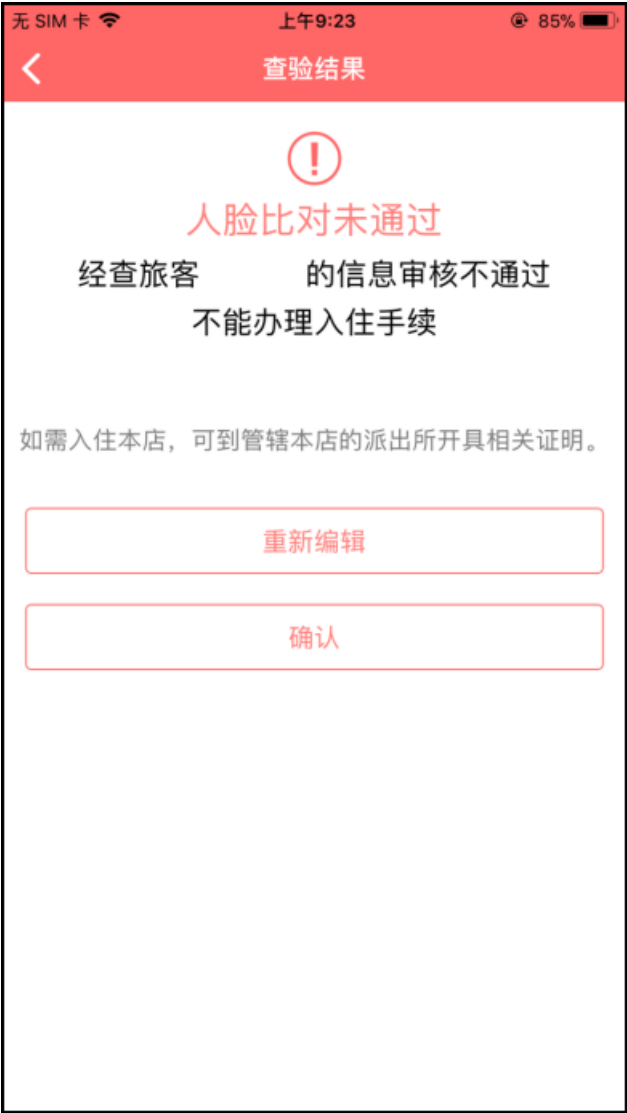 无 SIM 卡 上午9:23 85%
查验结果
人脸比对未通过
经查旅客 的信息审核不通过
不能办理入住手续
如需入住本店，可到管辖本店的派出所开具相关证明。
重新编辑
确认